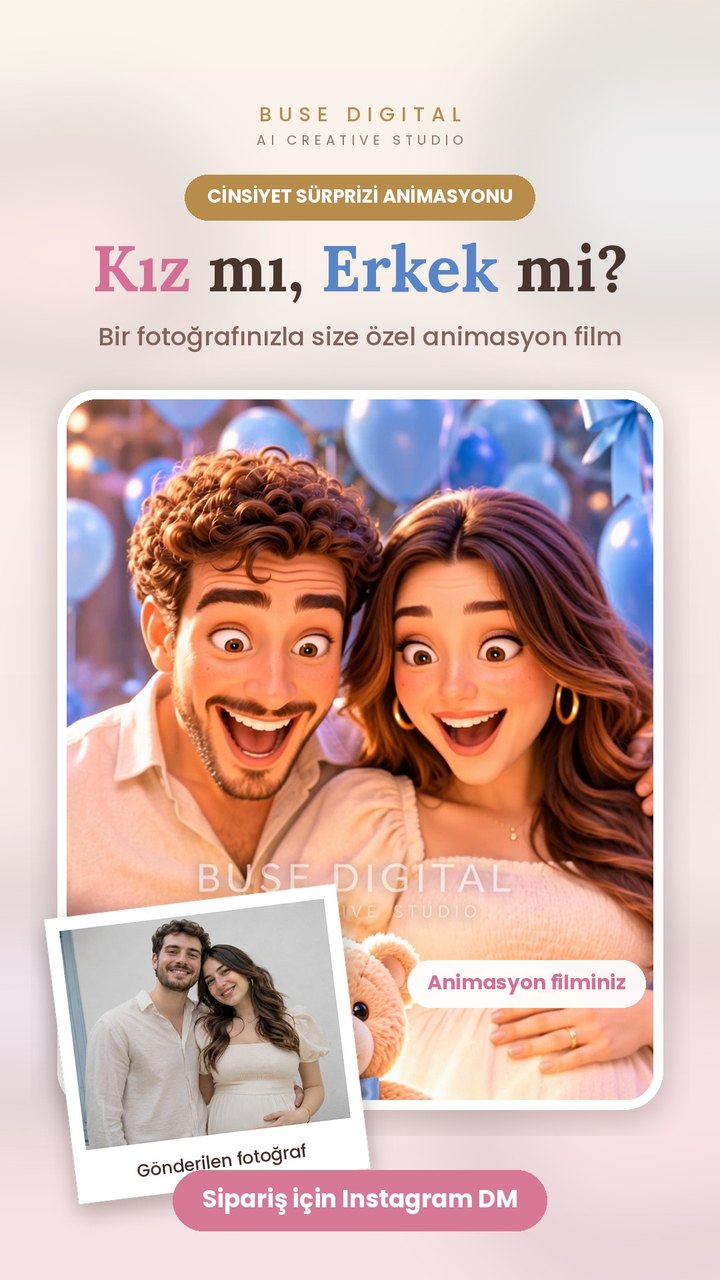 BUSE DIGITAL
AI CREATIVE STUDIO
CİNSİYET SÜRPRİZİ ANİMASYONU
Kız mı, Erkek mi?
Bir fotoğrafınızla size özel animasyon film
BUSE DIGITAL
STUDIO
Animasyon filminiz
Gönderilen fotoğraf
Sipariş için Instagram DM